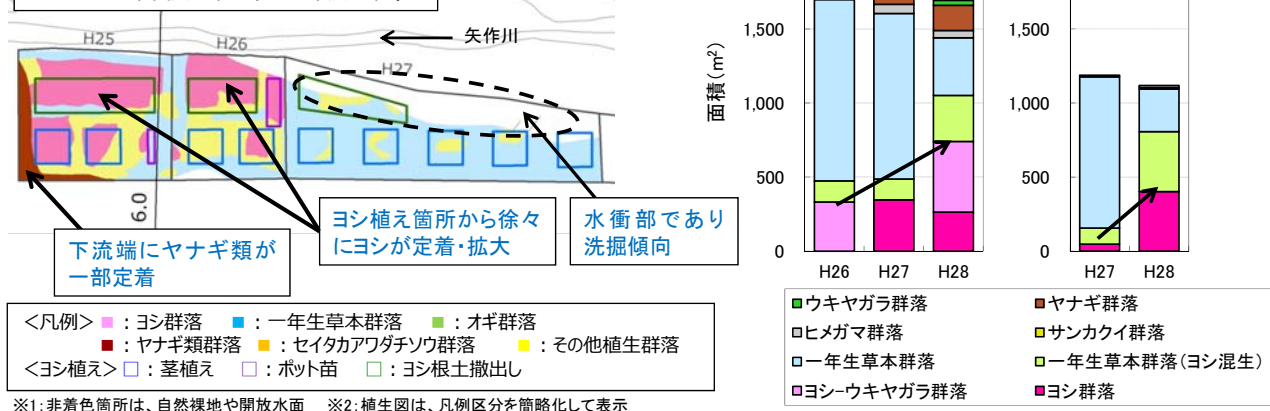 H25
H26
H27
矢作川
6.0
下流端にヤナギ類が
一部定着
ヨシ植え箇所から徐々
にヨシが定着・拡大
水衝部であり
洗掘傾向
<凡例> ■：ヨシ群落 ■：一年生草本群落 ■：オギ群落
■：ヤナギ類群落 ■：セイタカアワダチソウ群落 ■：その他植生群落
<ヨシ植え> □：茎植え □：ポット苗 □：ヨシ根土撒出し
※1:非着色箇所は、自然裸地や開放水面 ※2:植生図は、凡例区分を簡略化して表示
面積(m²)
1,500
1,000
500
0
H26 H27 H28
1,500
1,000
500
0
H27 H28
■ウキヤガラ群落 ■ヤナギ群落
■ヒメガマ群落 ■サンカクイ群落
■一年生草本群落 ■一年生草本群落(ヨシ混生)
■ヨシーウキヤガラ群落 ■ヨシ群落